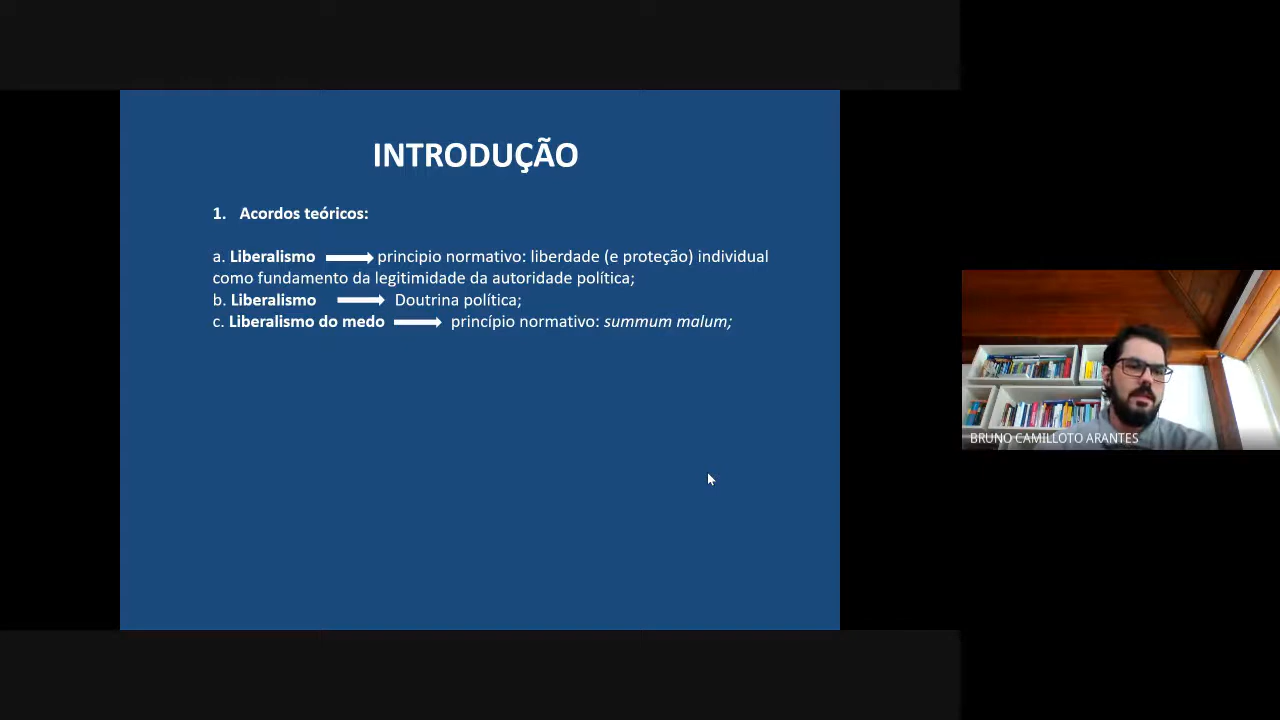 INTRODUÇÃO
1. Acordos teóricos:
a. Liberalismo principio normativo: liberdade (e proteção) individual
como fundamento da legitimidade da autoridade política;
b. Liberalismo Doutrina política;
c. Liberalismo do medo princípio normativo: summum malum;
BRUNO CAMILLOTO ARANTES